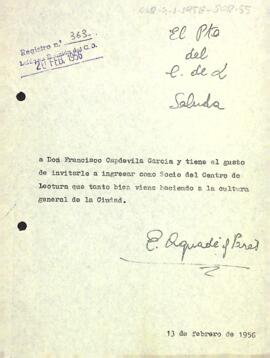 Registro n.º 363
20 FEB. 1956
El Pte
del
C. de L
Saluda
a Don Francisco Capdevila Garcia y tiene el gusto
de invitarle a ingresar como Socio del Centro de
Lectura que tanto bien viene haciendo a la cultura
general de la Ciudad.
E. Aguadé y Parés
13 de febrero de 1956